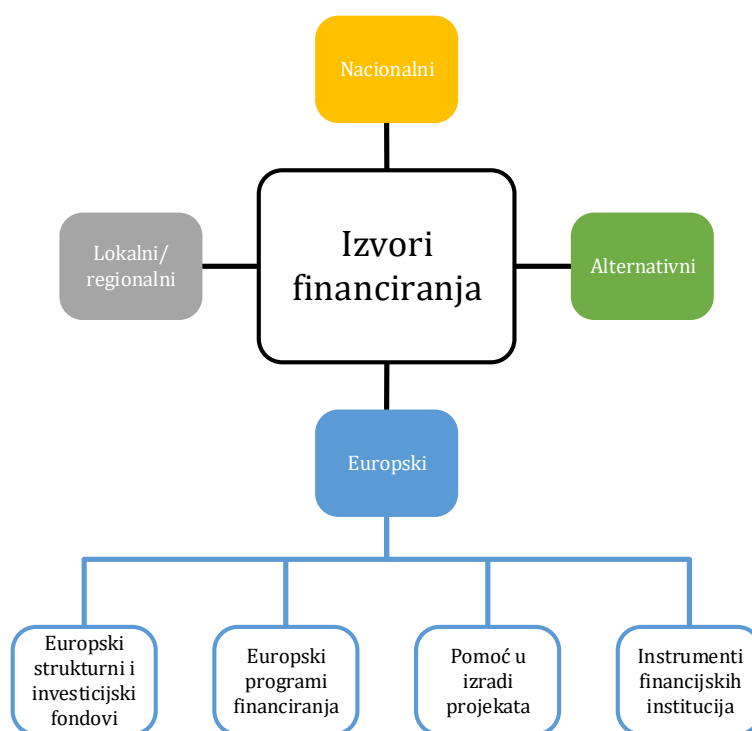 Nacionalni
Lokalni/
regionalni
Izvori
financiranja
Alternativni
Europski
Europski
strukturni i
investicijski
fondovi
Europski
programi
financiranja
Pomoć u
izradi
projekata
Instrumenti
financijskih
institucija